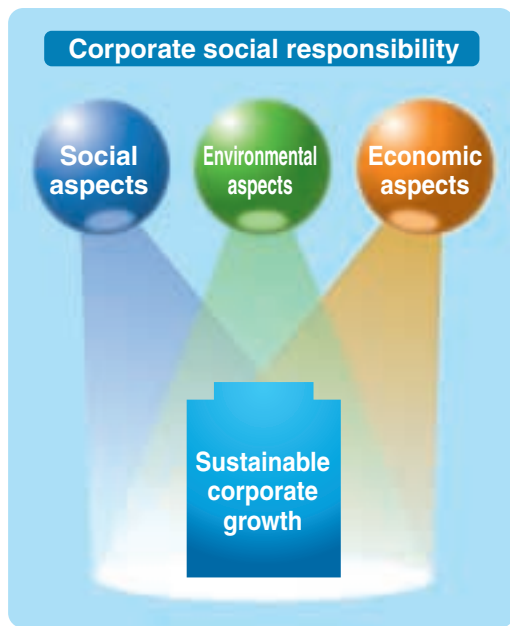 Corporate social responsibility
Social
aspects
Environmental
aspects
Economic
aspects
Sustainable
corporate
growth